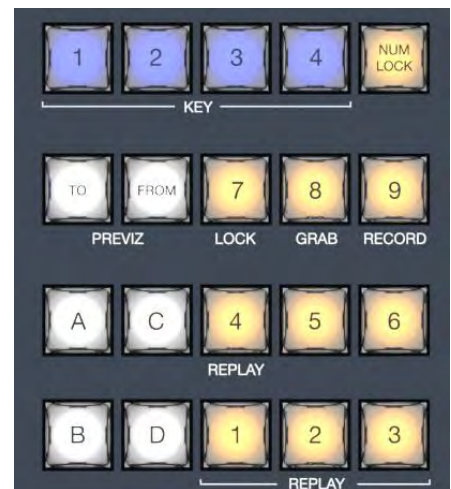 1 2 3 4 NUM LOCK
KEY
TO FROM 7 8 9
PREVIZ LOCK GRAB RECORD
A C 4 5 6
REPLAY
B D 1 2 3
REPLAY